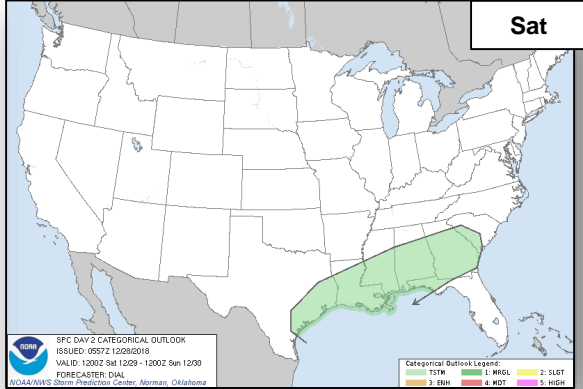 Sat
NOAA
SPC DAY 2 CATEGORICAL OUTLOOK
ISSUED: 0557Z 12/28/2018
VALID: 1200Z Sat 12/29 - 1200Z Sun 12/30
FORECASTER: DIAL
NOAA/NWS Storm Prediction Center, Norman, Oklahoma
Categorical Outlook Legend:
TSTM 1: MRGL 2: SLGT
3: ENH 4: MDT 5: HIGH